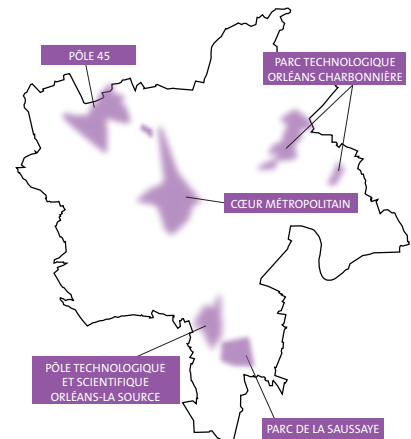 PÔLE 45
PARC TECHNOLOGIQUE
ORLÉANS CHARBONNIÈRE
CŒUR MÉTROPOLITAIN
PÔLE TECHNOLOGIQUE
ET SCIENTIFIQUE
ORLÉANS-LA SOURCE
PARC DE LA SAUSSAYE